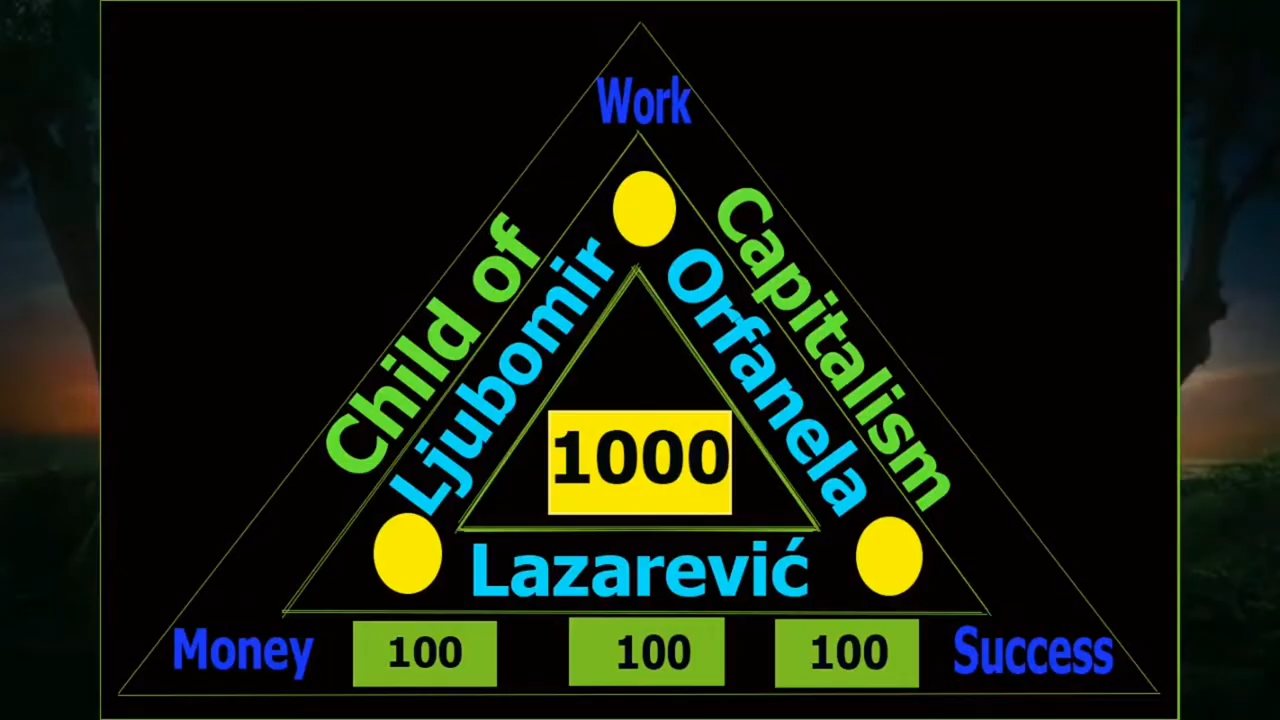 Work
Child of
Capitalism
Ljubomir
Orfanela
1000
Lazarević
Money
100
100
100
Success